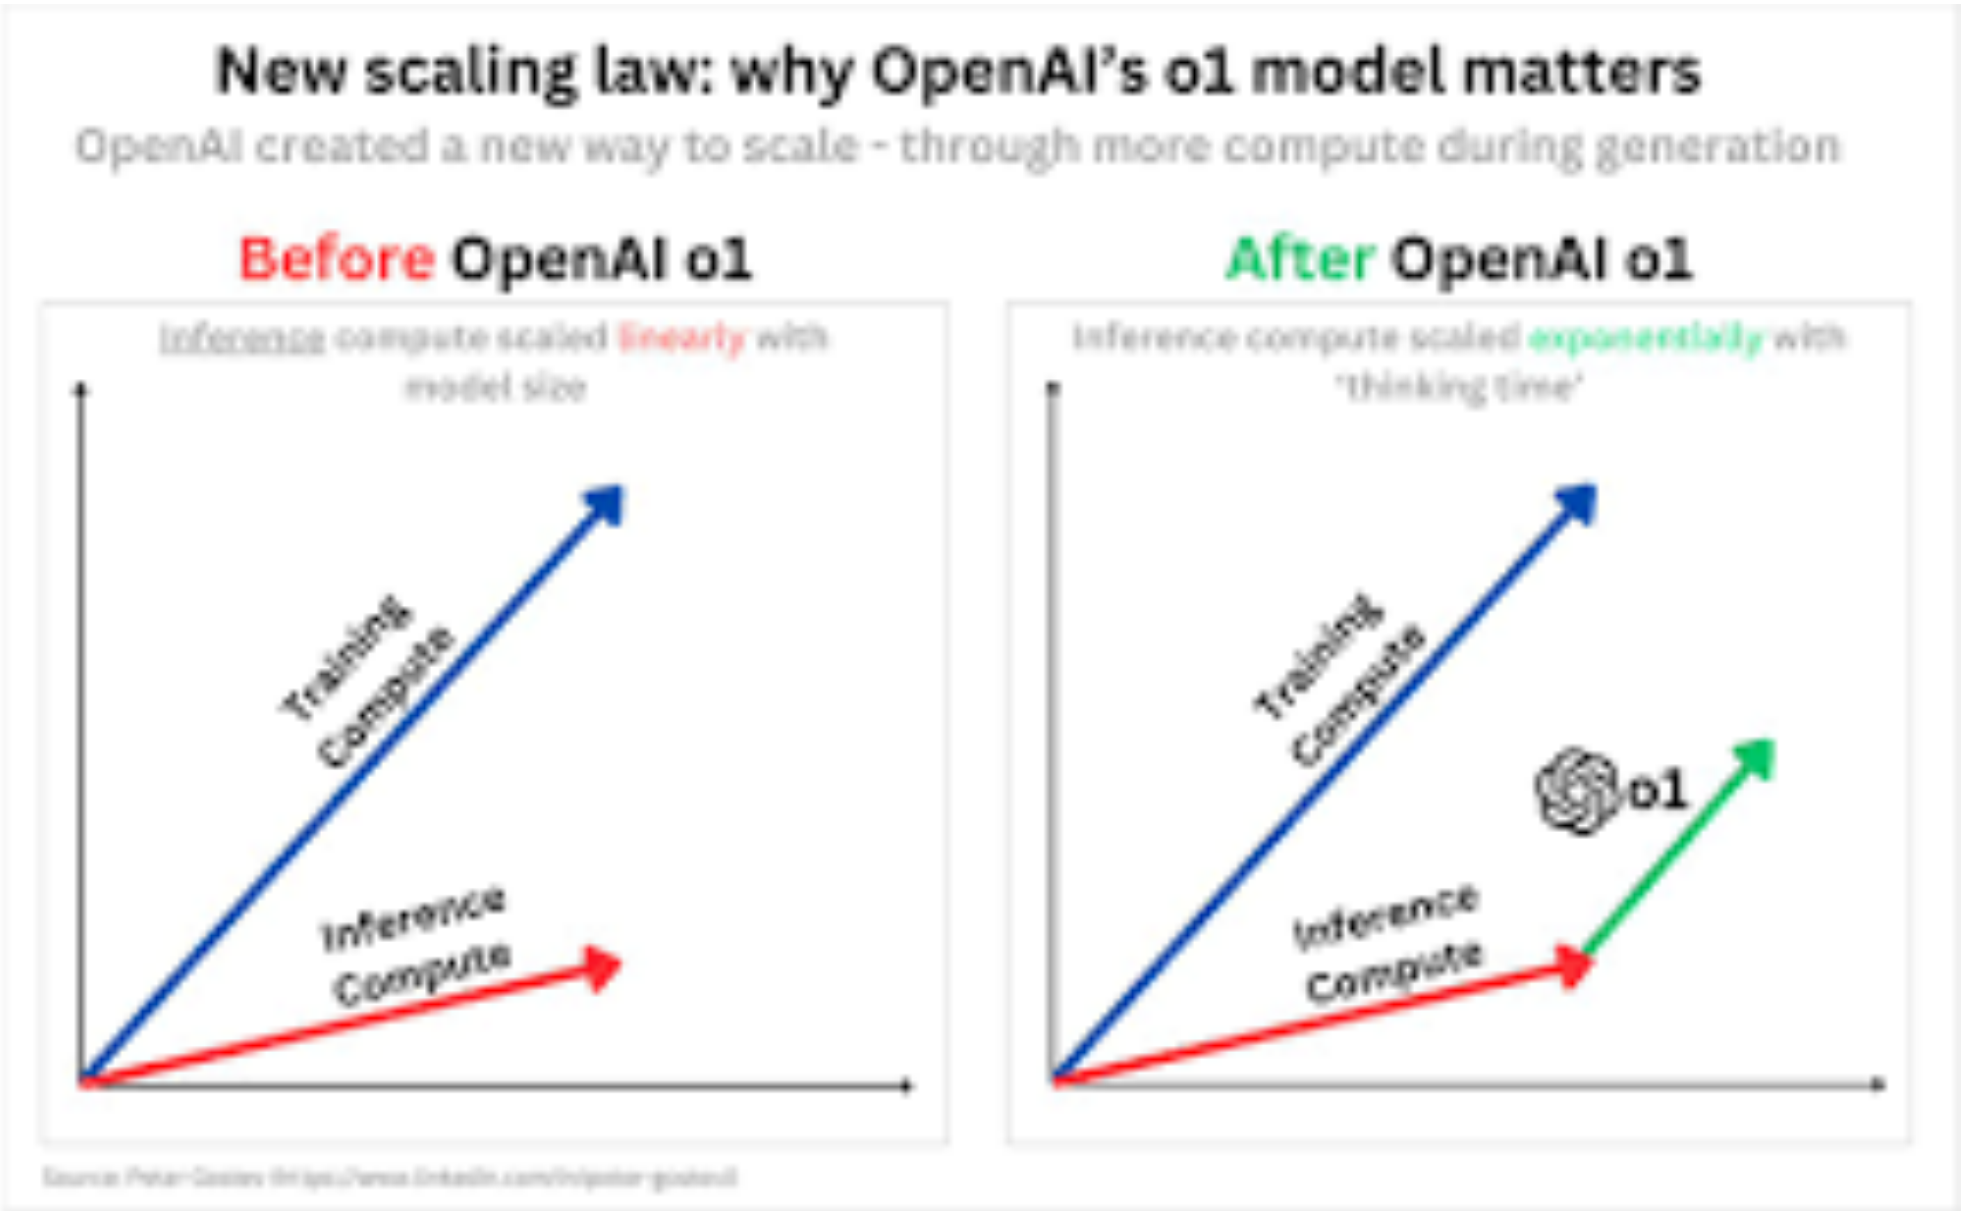 New scaling law: why OpenAI's o1 model matters
OpenAI created a new way to scale - through more compute during generation
Before OpenAI o1
Inference compute scaled linearly with
model size
Training
Compute
Inference
Compute
After OpenAI o1
Inference compute scaled exponentially with
'thinking time'
Training
Compute
o1
Inference
Compute
Source: Peter